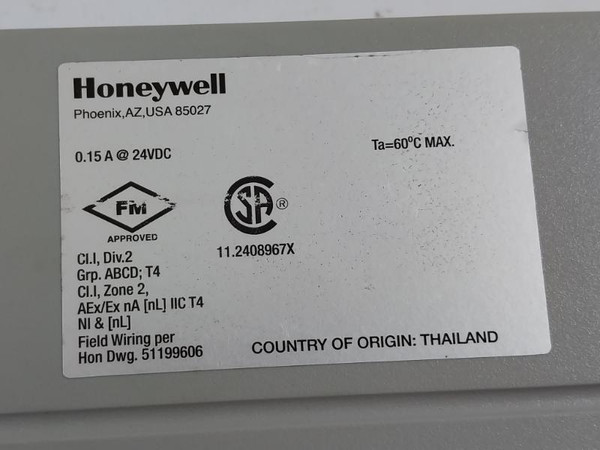 Honeywell
Phoenix,AZ,USA 85027
0.15 A @ 24VDC
Ta=60°C MAX.
FM
APPROVED
CSA®
11.2408967X
Cl.I, Div.2
Grp. ABCD; T4
Cl.I, Zone 2,
AEx/Ex nA [nL] IIC T4
NI & [nL]
Field Wiring per
Hon Dwg. 51199606
COUNTRY OF ORIGIN: THAILAND